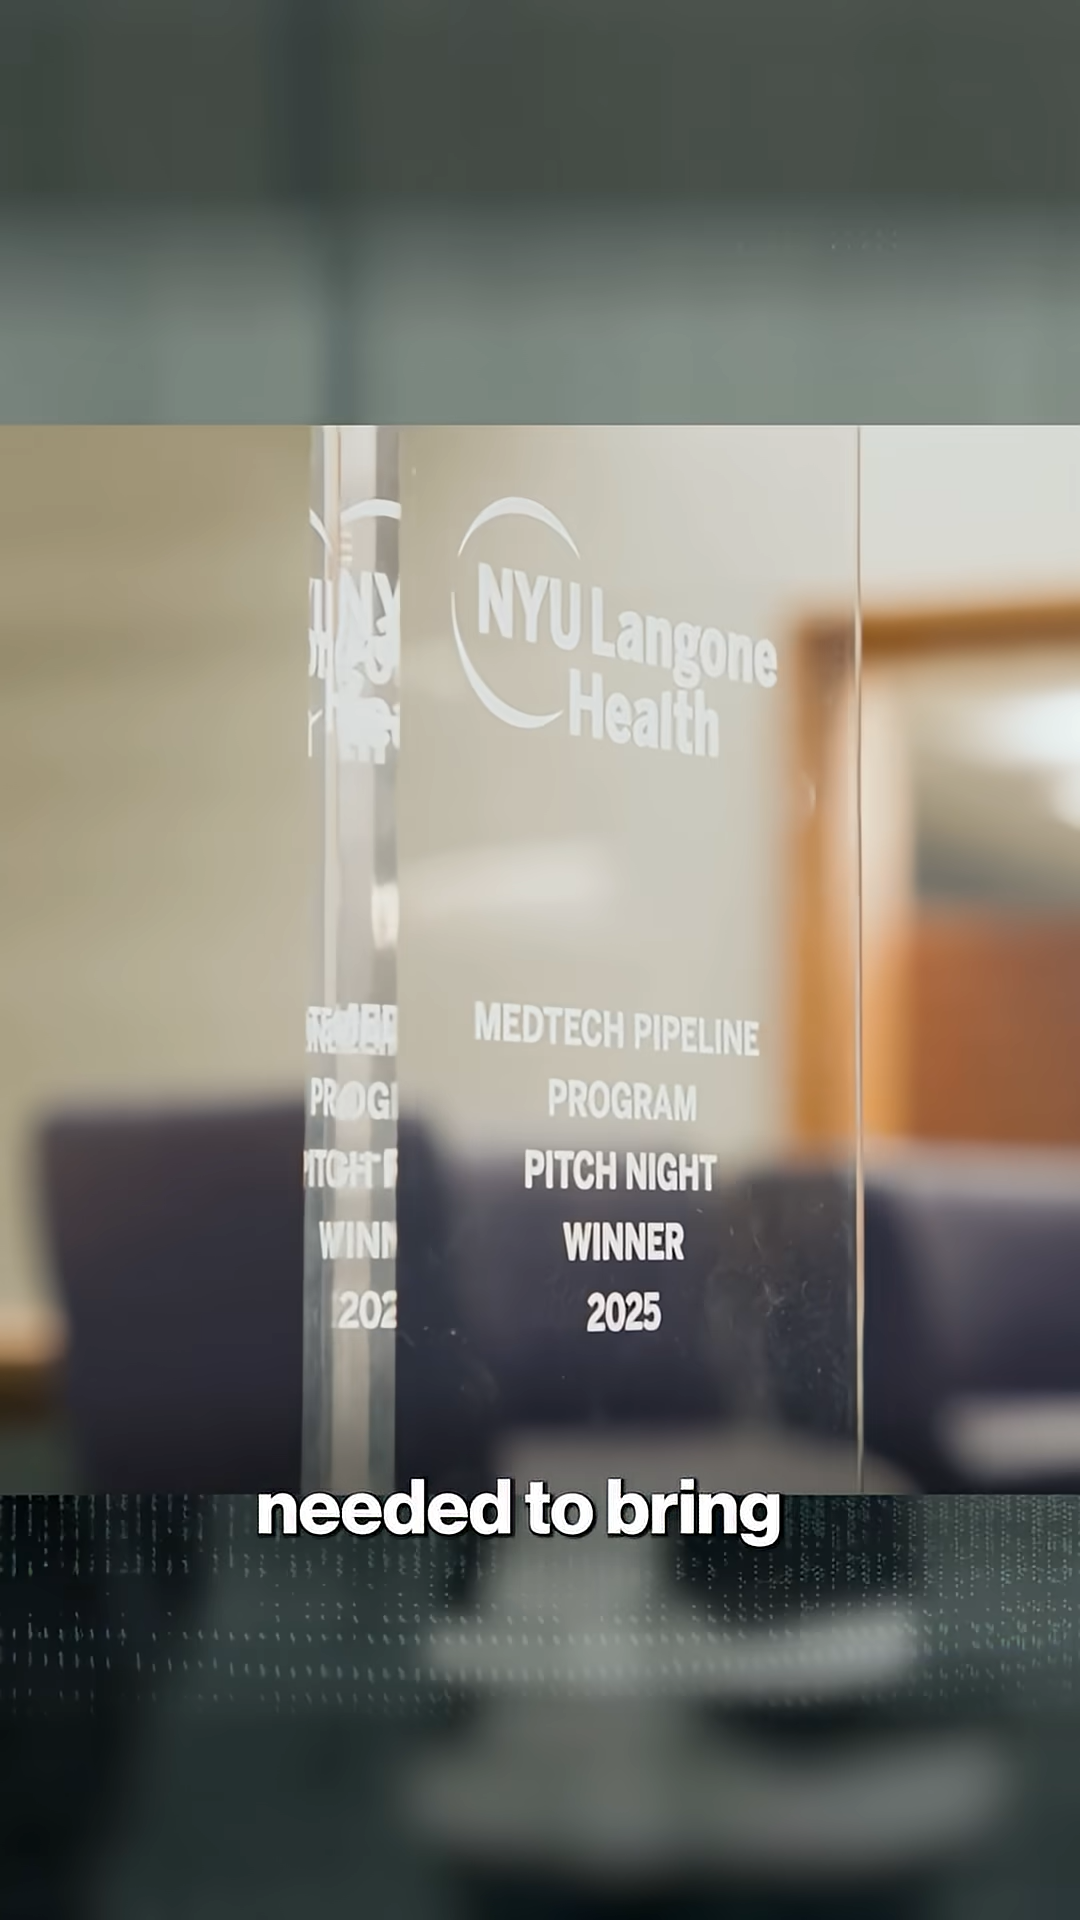 NYU Langone
Health
MEDTECH PIPELINE
PROGRAM
PITCH NIGHT
WINNER
2025
needed to bring